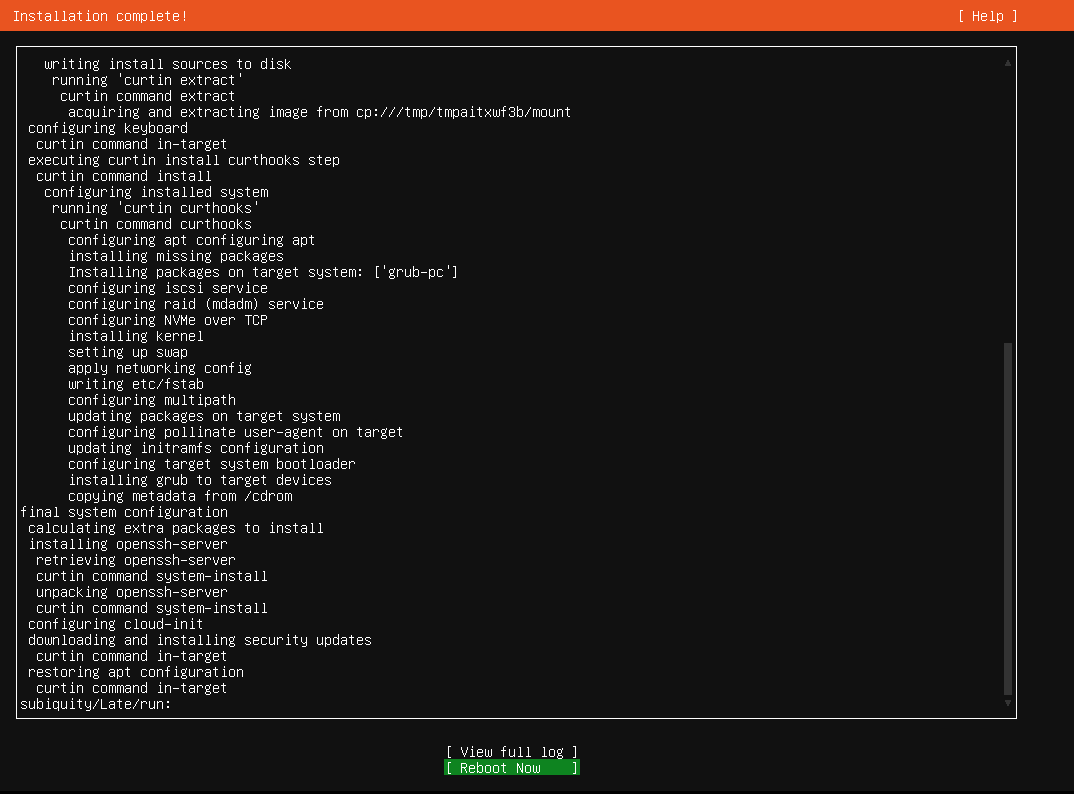 Installation complete!
[ Help ]
writing install sources to disk
running 'curtin extract'
curtin command extract
acquiring and extracting image from cp:///tmp/tmpaitxwf3b/mount
configuring keyboard
curtin command in-target
executing curtin install curthooks step
curtin command install
configuring installed system
running 'curtin curthooks'
curtin command curthooks
configuring apt configuring apt
installing missing packages
Installing packages on target system: ['grub-pc']
configuring iscsi service
configuring raid (mdadm) service
configuring NVMe over TCP
installing kernel
setting up swap
apply networking config
writing etc/fstab
configuring multipath
updating packages on target system
configuring pollinate user-agent on target
updating initramfs configuration
configuring target system bootloader
installing grub to target devices
copying metadata from /cdrom
final system configuration
calculating extra packages to install
installing openssh-server
retrieving openssh-server
curtin command system-install
unpacking openssh-server
curtin command system-install
configuring cloud-init
downloading and installing security updates
curtin command in-target
restoring apt configuration
curtin command in-target
subiquity/Late/run:
[ View full log ]
[ Reboot Now ]